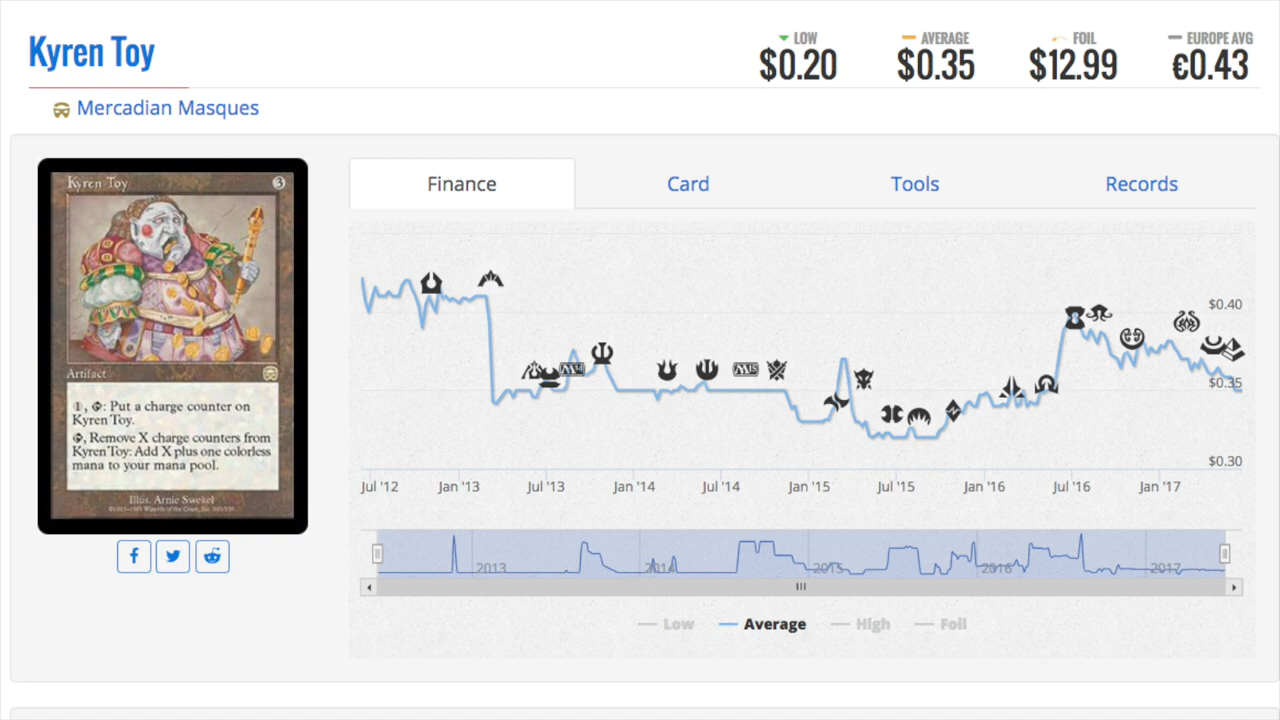 Kyren Toy
LOW
$0.20
AVERAGE
$0.35
FOIL
$12.99
EUROPE AVG
€0.43
Mercadian Masques
Kyren Toy 3
Artifact
1, : Put a charge counter on
Kyren Toy.
, Remove X charge counters from
Kyren Toy: Add X plus one colorless
mana to your mana pool.
Illus. Arnie Swekel
Finance Card Tools Records
$0.40
$0.35
$0.30
M14
M15
Jul '12 Jan '13 Jul '13 Jan '14 Jul '14 Jan '15 Jul '15 Jan '16 Jul '16 Jan '17
2013 2014 2015 2016 2017
Low Average High Foil